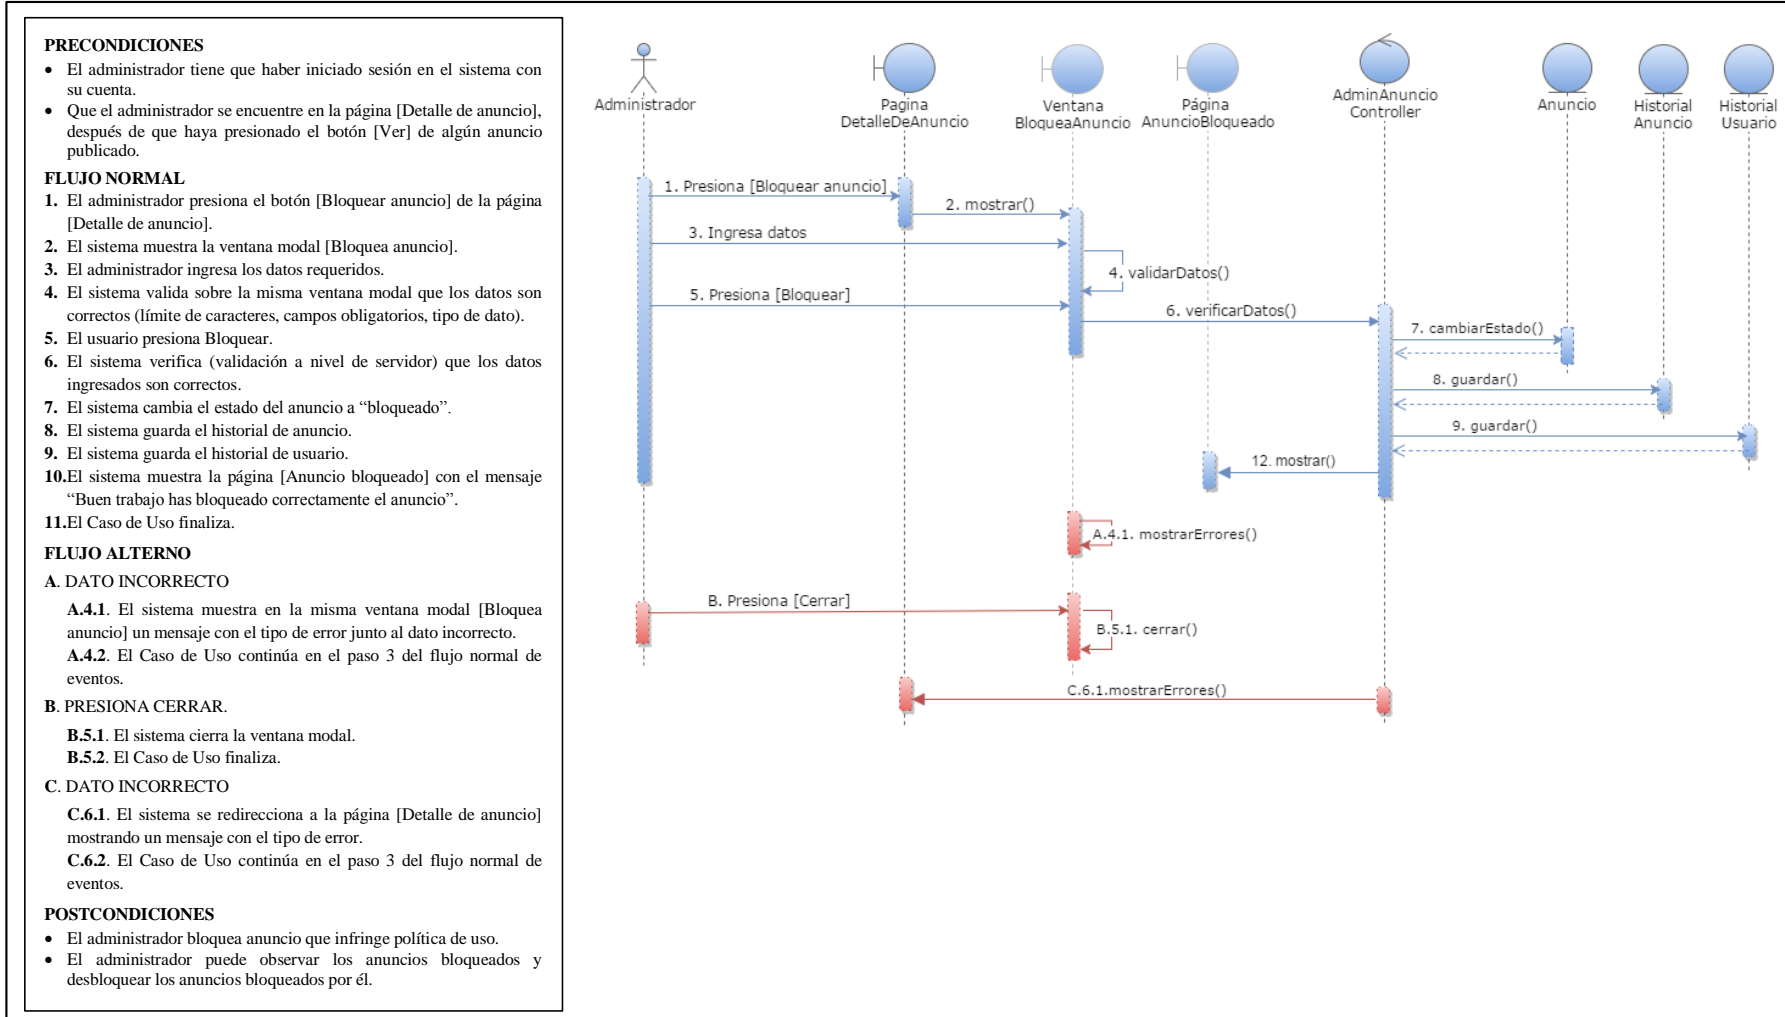 PRECONDICIONES
• El administrador tiene que haber iniciado sesión en el sistema con
su cuenta.
• Que el administrador se encuentre en la página [Detalle de anuncio],
después de que haya presionado el botón [Ver] de algún anuncio
publicado.
FLUJO NORMAL
1. El administrador presiona el botón [Bloquear anuncio] de la página
[Detalle de anuncio].
2. El sistema muestra la ventana modal [Bloquea anuncio].
3. El administrador ingresa los datos requeridos.
4. El sistema valida sobre la misma ventana modal que los datos son
correctos (límite de caracteres, campos obligatorios, tipo de dato).
5. El usuario presiona Bloquear.
6. El sistema verifica (validación a nivel de servidor) que los datos
ingresados son correctos.
7. El sistema cambia el estado del anuncio a “bloqueado”.
8. El sistema guarda el historial de anuncio.
9. El sistema guarda el historial de usuario.
10.El sistema muestra la página [Anuncio bloqueado] con el mensaje
“Buen trabajo has bloqueado correctamente el anuncio”.
11.El Caso de Uso finaliza.
FLUJO ALTERNO
A. DATO INCORRECTO
A.4.1. El sistema muestra en la misma ventana modal [Bloquea
anuncio] un mensaje con el tipo de error junto al dato incorrecto.
A.4.2. El Caso de Uso continúa en el paso 3 del flujo normal de
eventos.
B. PRESIONA CERRAR.
B.5.1. El sistema cierra la ventana modal.
B.5.2. El Caso de Uso finaliza.
C. DATO INCORRECTO
C.6.1. El sistema se redirecciona a la página [Detalle de anuncio]
mostrando un mensaje con el tipo de error.
C.6.2. El Caso de Uso continúa en el paso 3 del flujo normal de
eventos.
POSTCONDICIONES
• El administrador bloquea anuncio que infringe política de uso.
• El administrador puede observar los anuncios bloqueados y
desbloquear los anuncios bloqueados por él.
Administrador
Pagina
DetalleDeAnuncio
Ventana
BloqueaAnuncio
Página
AnuncioBloqueado
AdminAnuncio
Controller
Anuncio
Historial
Anuncio
Historial
Usuario
1. Presiona [Bloquear anuncio]
2. mostrar()
3. Ingresa datos
4. validarDatos()
5. Presiona [Bloquear]
6. verificarDatos()
7. cambiarEstado()
8. guardar()
9. guardar()
12. mostrar()
A.4.1. mostrarErrores()
B. Presiona [Cerrar]
B.5.1. cerrar()
C.6.1.mostrarErrores()